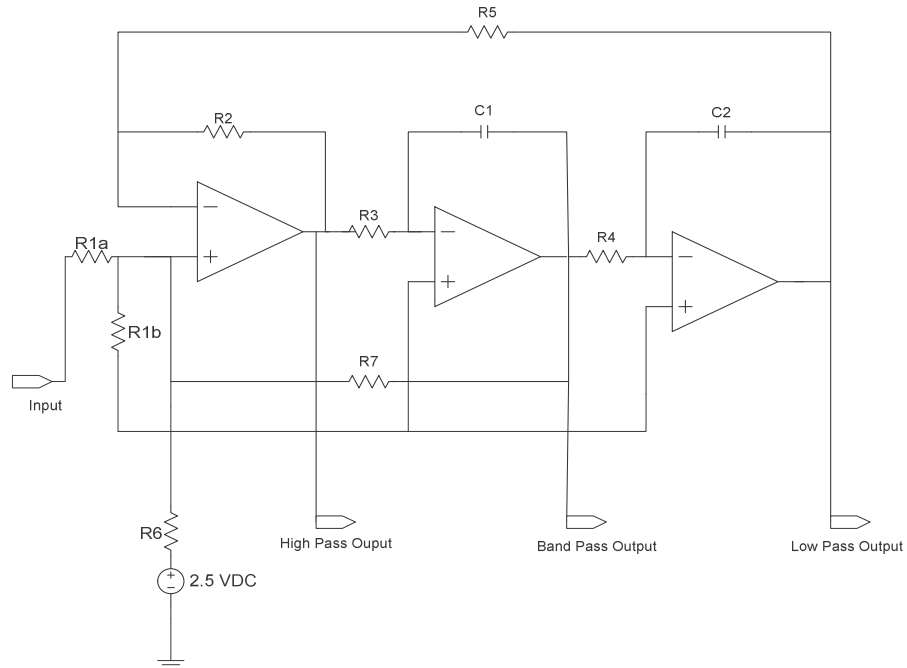 R5
R2
C1
C2
R1a
R3
R4
R1b
R7
Input
R6
High Pass Ouput
Band Pass Output
Low Pass Output
2.5 VDC